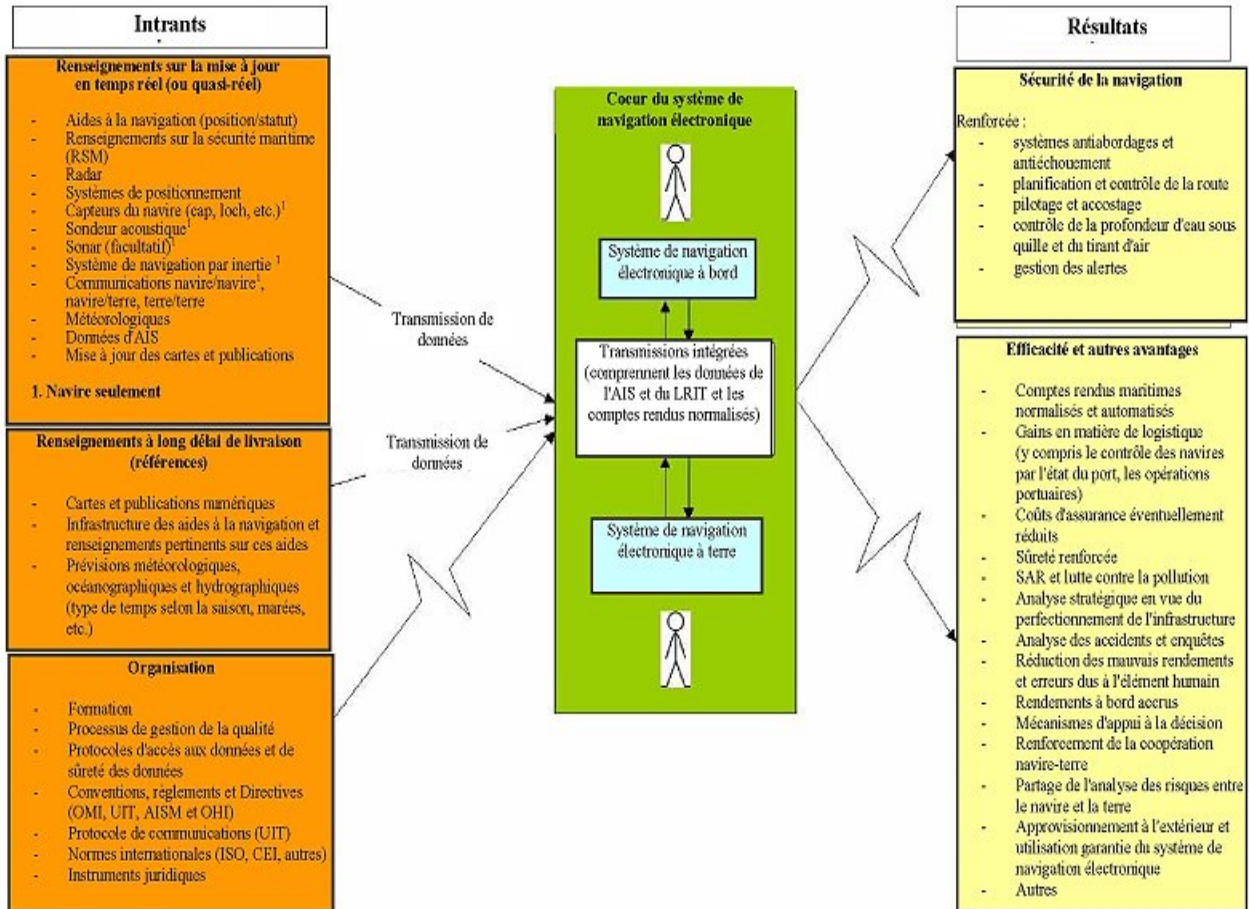 Intrants
Renseignements sur la mise à jour
en temps réel (ou quasi-réel)
- Aides à la navigation (position/statut)
- Renseignements sur la sécurité maritime
(RSM)
- Radar
- Systèmes de positionnement
- Capteurs du navire (cap, loch, etc.)¹
- Sondeur acoustique¹
- Sonar (facultatif)¹
- Système de navigation par inertie ¹
- Communications navire/navire¹,
navire/terre, terre/terre
- Météorologiques
- Données d'AIS
- Mise à jour des cartes et publications
1. Navire seulement
Renseignements à long délai de livraison
(références)
- Cartes et publications numériques
- Infrastructure des aides à la navigation et
renseignements pertinents sur ces aides
- Prévisions météorologiques,
océanographiques et hydrographiques
(type de temps selon la saison, marées,
etc.)
Organisation
- Formation
- Processus de gestion de la qualité
- Protocoles d'accès aux données et de
sûreté des données
- Conventions, règlements et Directives
(OMI, UIT, AISM et OHI)
- Protocole de communications (UIT)
- Normes internationales (ISO, CEI, autres)
- Instruments juridiques
Transmission de
données
Transmission de
données
Coeur du système de
navigation électronique
Système de navigation
électronique à bord
Transmissions intégrées
(comprennent les données de
l'AIS et du LRIT et les
comptes rendus normalisés)
Système de navigation
électronique à terre
Résultats
Sécurité de la navigation
Renforcée :
- systèmes antiabordages et
antiéchouement
- planification et contrôle de la route
- pilotage et accostage
- contrôle de la profondeur d'eau sous
quille et du tirant d'air
- gestion des alertes
Efficacité et autres avantages
- Comptes rendus maritimes
normalisés et automatisés
- Gains en matière de logistique
(y compris le contrôle des navires
par l'état du port, les opérations
portuaires)
- Coûts d'assurance éventuellement
réduits
- Sûreté renforcée
- SAR et lutte contre la pollution
- Analyse stratégique en vue du
perfectionnement de l'infrastructure
- Analyse des accidents et enquêtes
- Réduction des mauvais rendements
et erreurs dus à l'élément humain
- Rendements à bord accrus
- Mécanismes d'appui à la décision
- Renforcement de la coopération
navire-terre
- Partage de l'analyse des risques entre
le navire et la terre
- Approvisionnement à l'extérieur et
utilisation garantie du système de
navigation électronique
- Autres